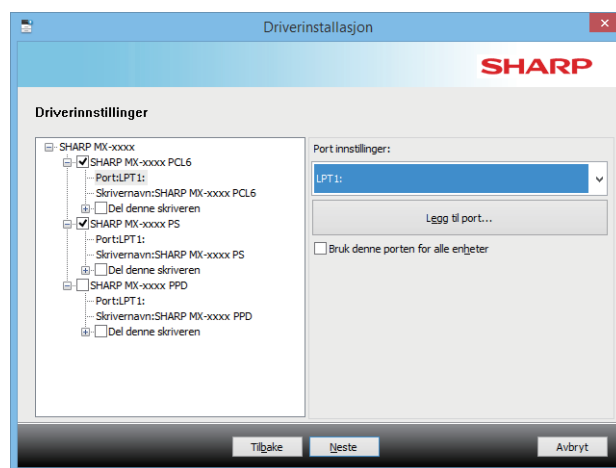 Driverinstallasjon
SHARP
Driverinnstillinger
SHARP MX-xxxx
SHARP MX-xxxx PCL6
Port:LPT1:
Skrivernavn:SHARP MX-xxxx PCL6
Del denne skriveren
SHARP MX-xxxx PS
Port:LPT1:
Skrivernavn:SHARP MX-xxxx PS
Del denne skriveren
SHARP MX-xxxx PPD
Port:LPT1:
Skrivernavn:SHARP MX-xxxx PPD
Del denne skriveren
Port innstillinger:
LPT1:
Legg til port...
Bruk denne porten for alle enheter
Tilbake
Neste
Avbryt